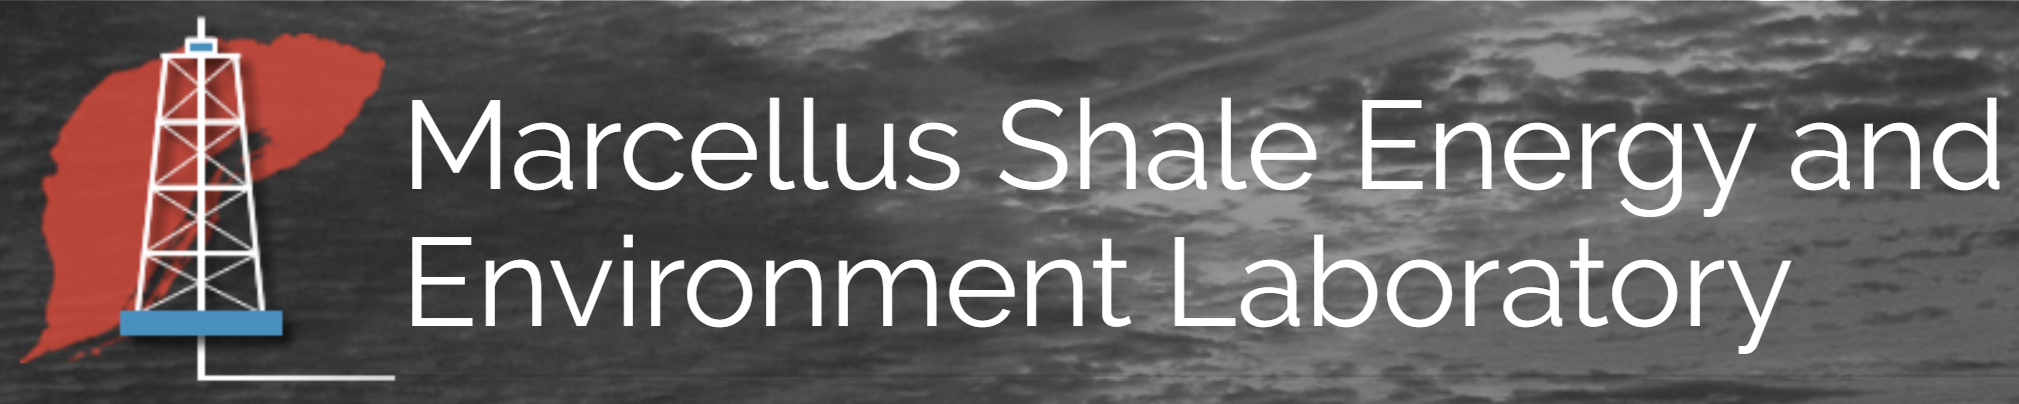 Marcellus Shale Energy and
Environment Laboratory